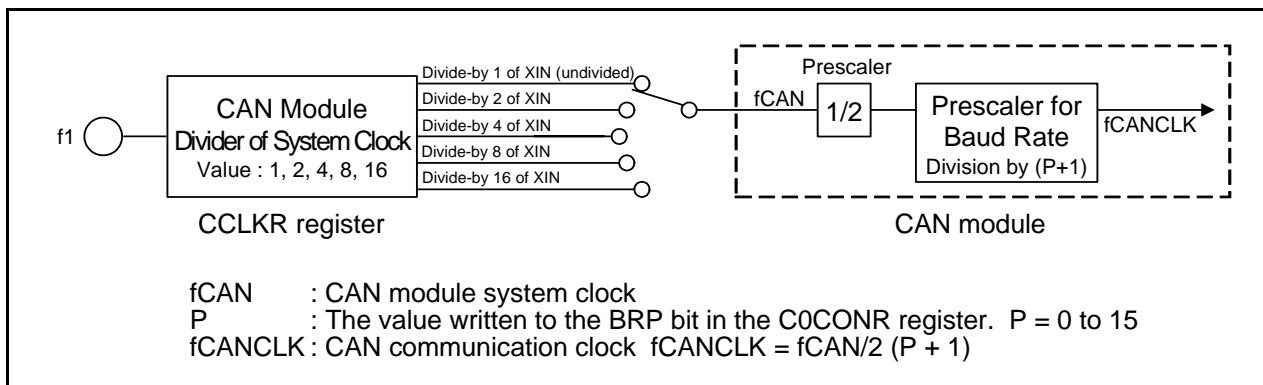 f1
CAN Module
Divider of System Clock
Value : 1, 2, 4, 8, 16
CCLKR register
Divide-by 1 of XIN (undivided)
Divide-by 2 of XIN
Divide-by 4 of XIN
Divide-by 8 of XIN
Divide-by 16 of XIN
fCAN
Prescaler
1/2
Prescaler for
Baud Rate
Division by (P+1)
fCANCLK
CAN module
fCAN : CAN module system clock
P : The value written to the BRP bit in the C0CONR register. P = 0 to 15
fCANCLK : CAN communication clock fCANCLK = fCAN/2 (P + 1)